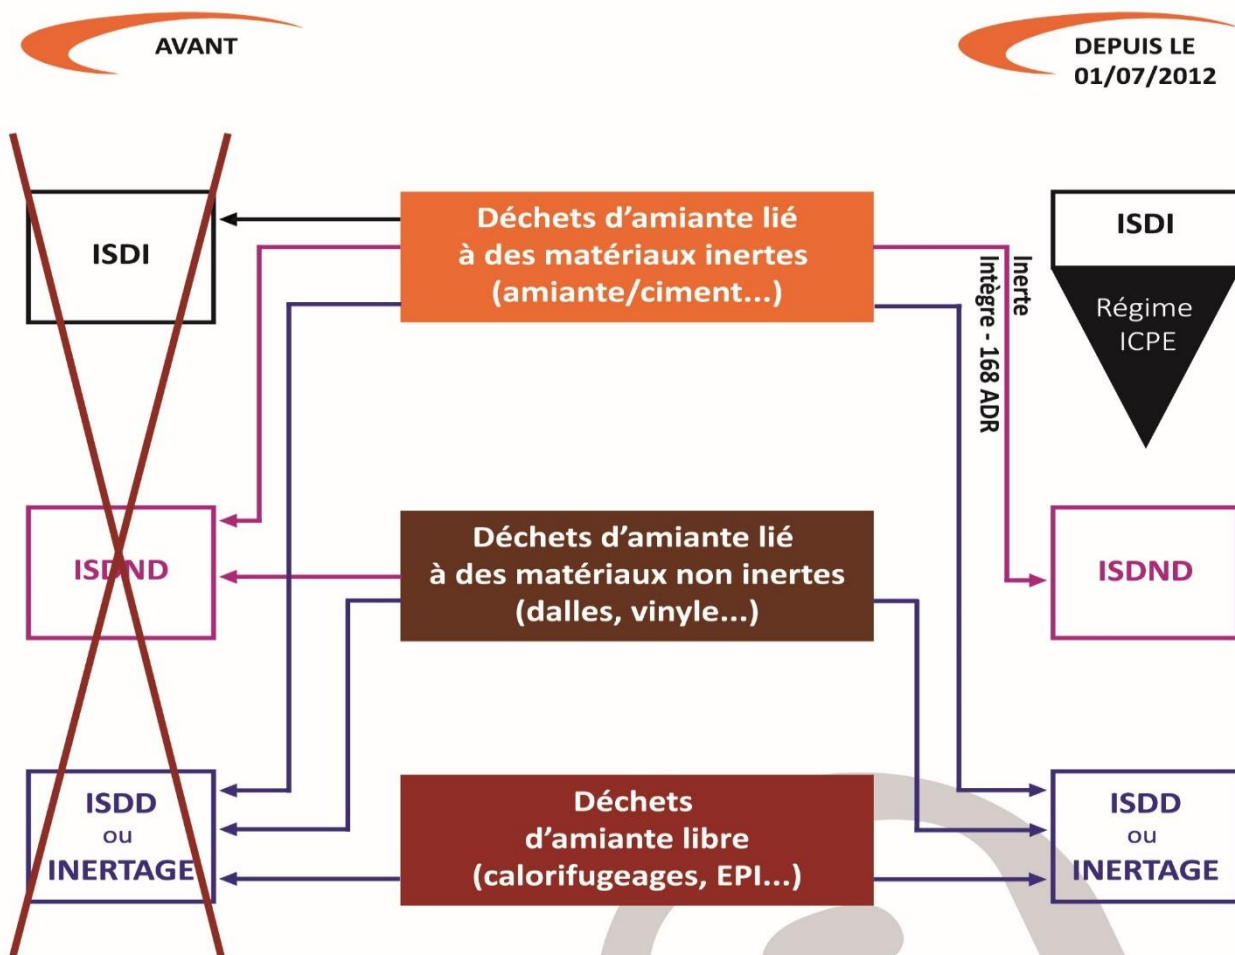 AVANT
DEPUIS LE
01/07/2012
ISDI
Déchets d’amiante lié
à des matériaux inertes
(amiante/ciment...)
Inerte
Intègre - 168 ADR
ISDI
Régime
ICPE
ISDND
Déchets d’amiante lié
à des matériaux non inertes
(dalles, vinyle...)
ISDND
ISDD
ou
INERTAGE
Déchets
d’amiante libre
(calorifugeages, EPI...)
ISDD
ou
INERTAGE